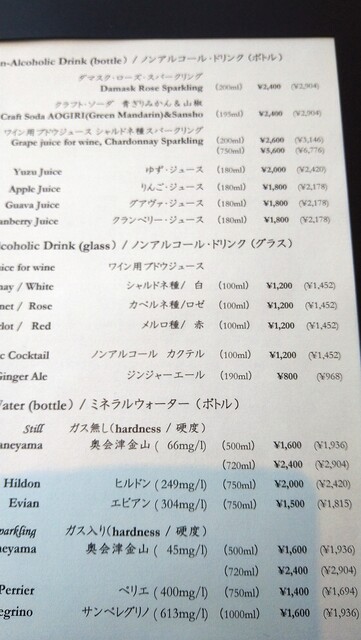 n-Alcoholic Drink (bottle) / ノンアルコール・ドリンク (ボトル)
ダマスク・ローズ・スパークリング
Damask Rose Sparkling (200ml) ¥2,400 (¥2,904)
クラフト・ソーダ 青ぎりみかん&山椒
Craft Soda AOGIRI(Green Mandarin)&Sansho (195ml) ¥2,400 (¥2,904)
ワイン用ブドウジュース シャルドネ種スパークリング
Grape juice for wine, Chardonnay Sparkling (200ml) ¥2,600 (¥3,146)
(750ml) ¥5,600 (¥6,776)
Yuzu Juice ゆず・ジュース (180ml) ¥2,000 (¥2,420)
Apple Juice りんご・ジュース (180ml) ¥1,800 (¥2,178)
Guava Juice グアヴァ・ジュース (180ml) ¥1,800 (¥2,178)
anberry Juice クランベリー・ジュース (180ml) ¥1,800 (¥2,178)
lcoholic Drink (glass) / ノンアルコール・ドリンク (グラス)
ice for wine ワイン用ブドウジュース
nay / White シャルドネ種/ 白 (100ml) ¥1,200 (¥1,452)
net / Rose カベルネ種/ロゼ (100ml) ¥1,200 (¥1,452)
lot / Red メルロ種/ 赤 (100ml) ¥1,200 (¥1,452)
c Cocktail ノンアルコール カクテル (100ml) ¥1,200 (¥1,452)
Ginger Ale ジンジャーエール (190ml) ¥800 (¥968)
Water (bottle) / ミネラルウォーター (ボトル)
Still ガス無し(hardness / 硬度)
aneyama 奥会津金山 ( 66mg/l) (500ml) ¥1,600 (¥1,936)
(720ml) ¥2,400 (¥2,904)
Hildon ヒルドン (249mg/l) (750ml) ¥2,000 (¥2,420)
Evian エビアン (304mg/l) (750ml) ¥1,500 (¥1,815)
parkling ガス入り(hardness / 硬度)
neyama 奥会津金山 ( 45mg/l) (500ml) ¥1,600 (¥1,936)
(720ml) ¥2,400 (¥2,904)
Perrier ペリエ (400mg/l) (750ml) ¥1,400 (¥1,694)
egrino サンペレグリノ (613mg/l) (1000ml) ¥1,600 (¥1,936)